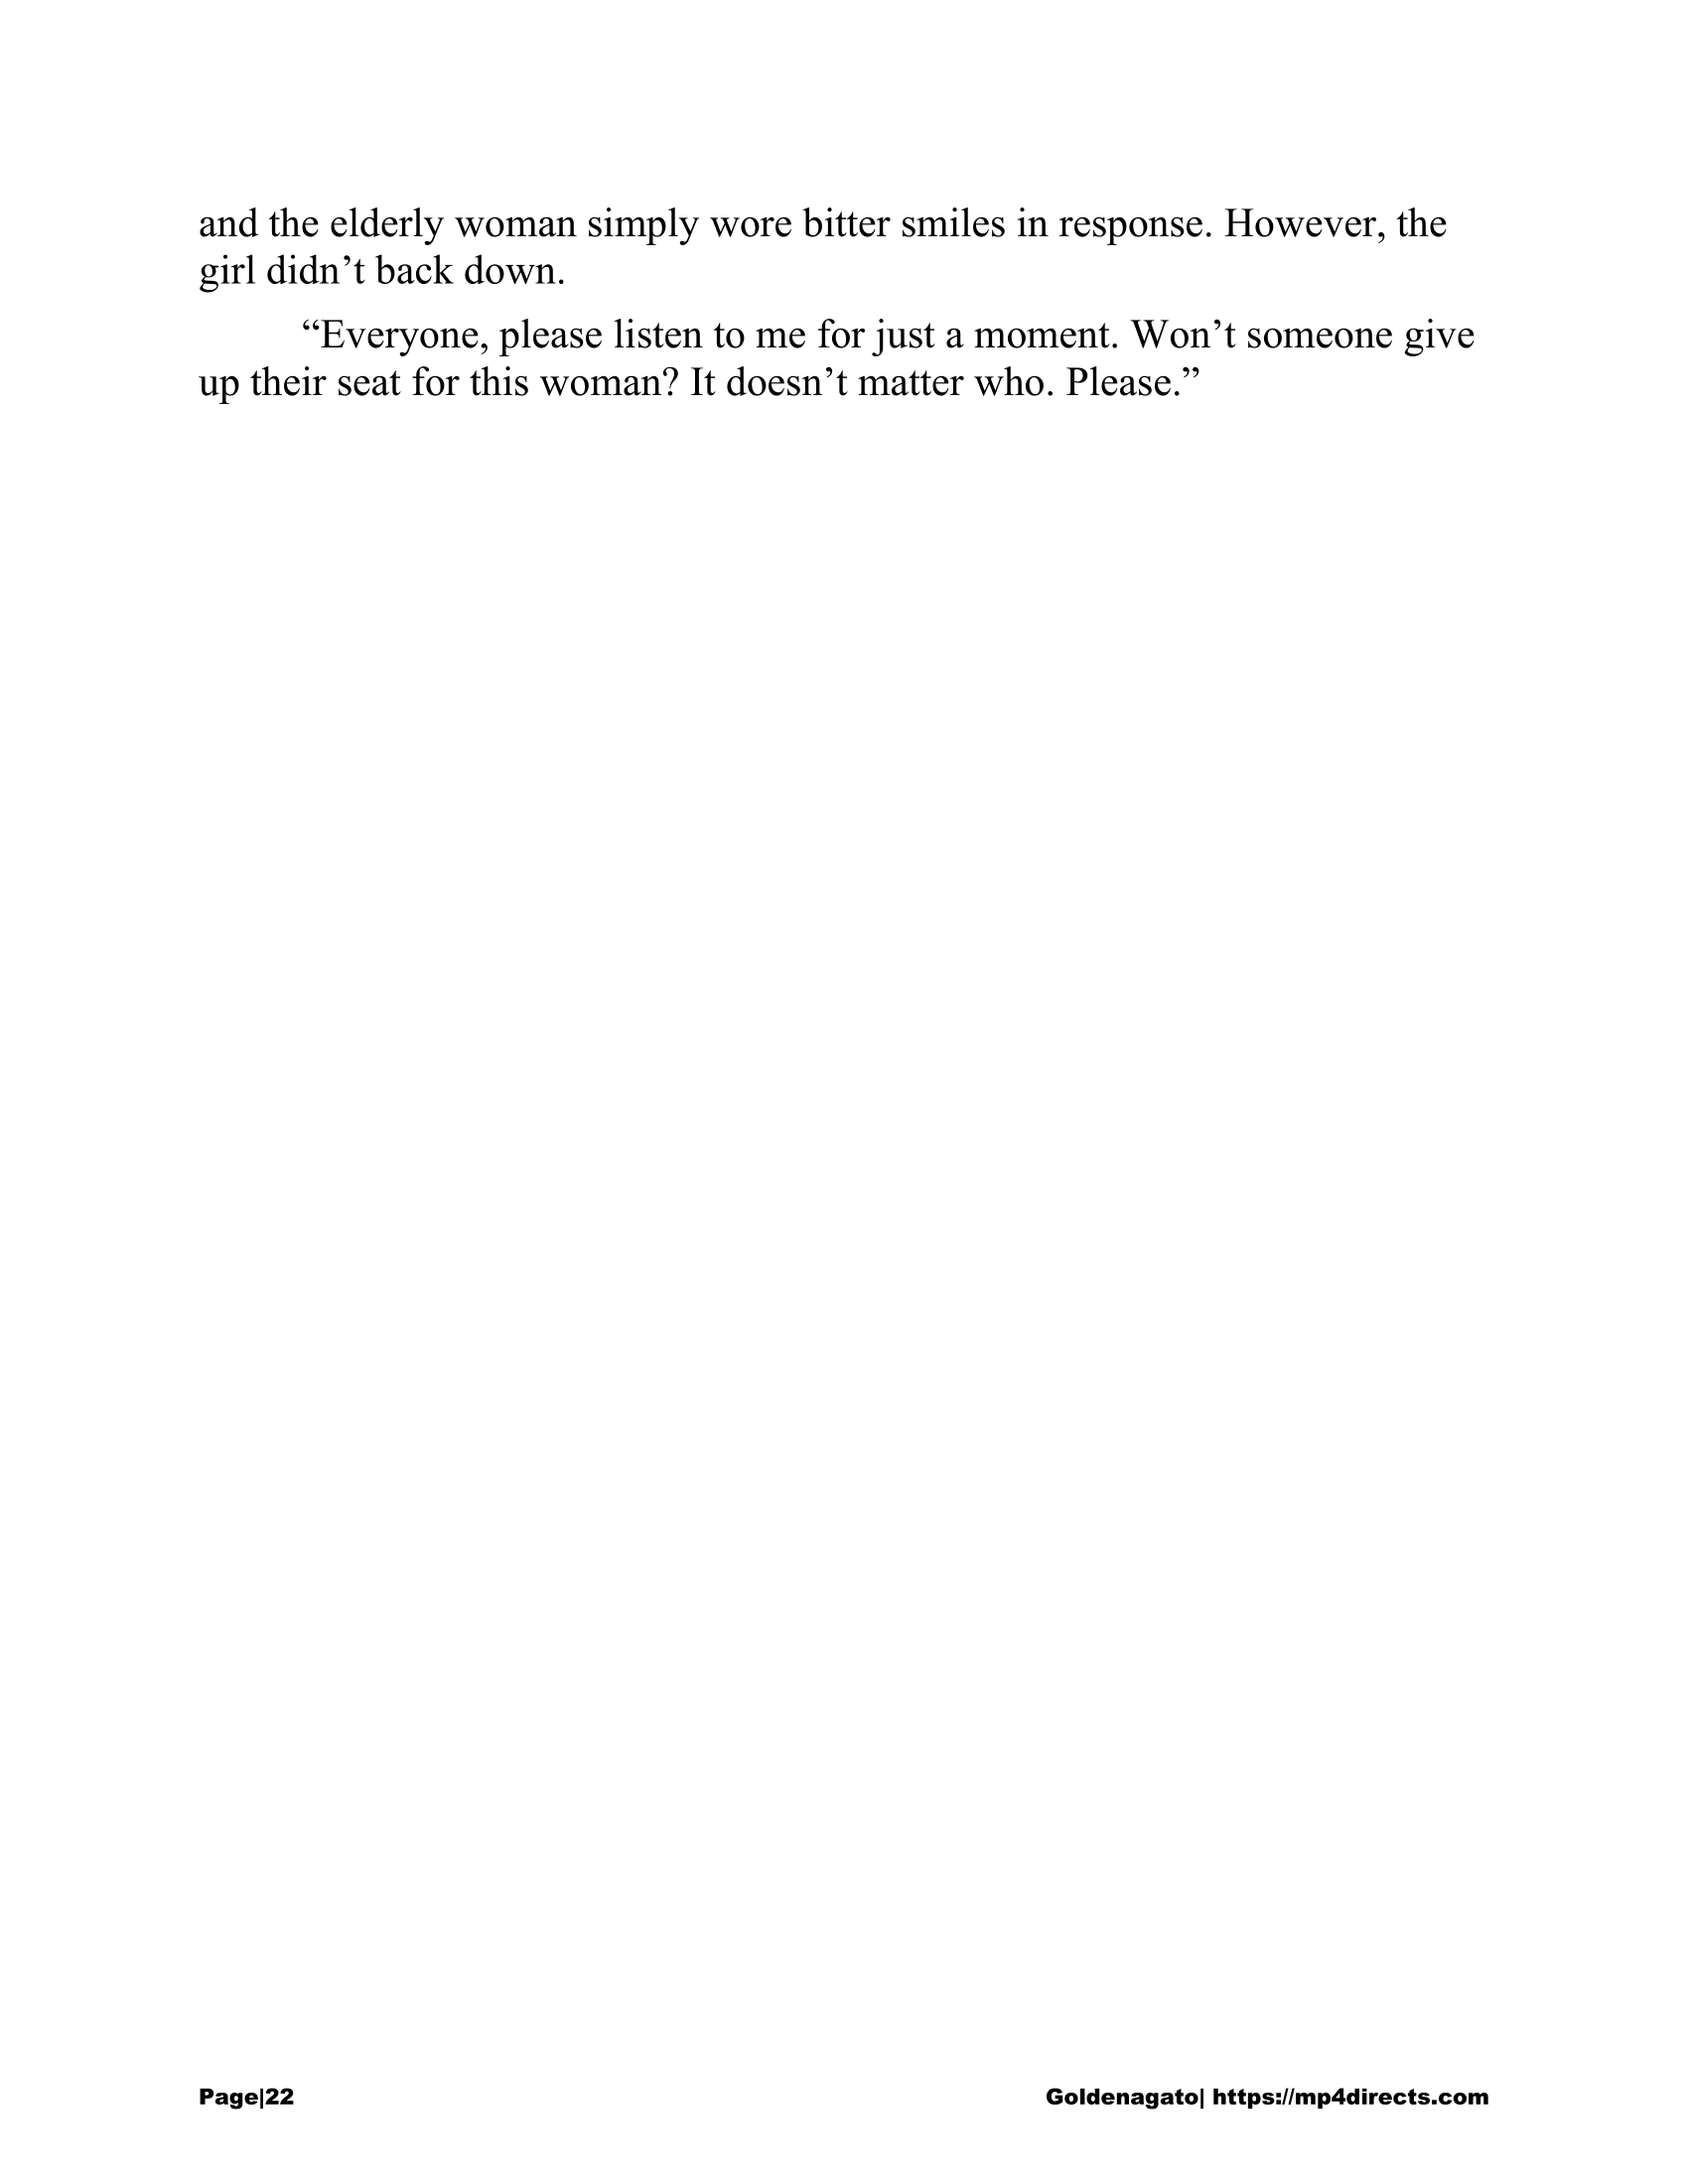 and the elderly woman simply wore bitter smiles in response. However, the
girl didn’t back down.
“Everyone, please listen to me for just a moment. Won’t someone give
up their seat for this woman? It doesn’t matter who. Please.”
Page|22 Goldenagato| https://mp4directs.com